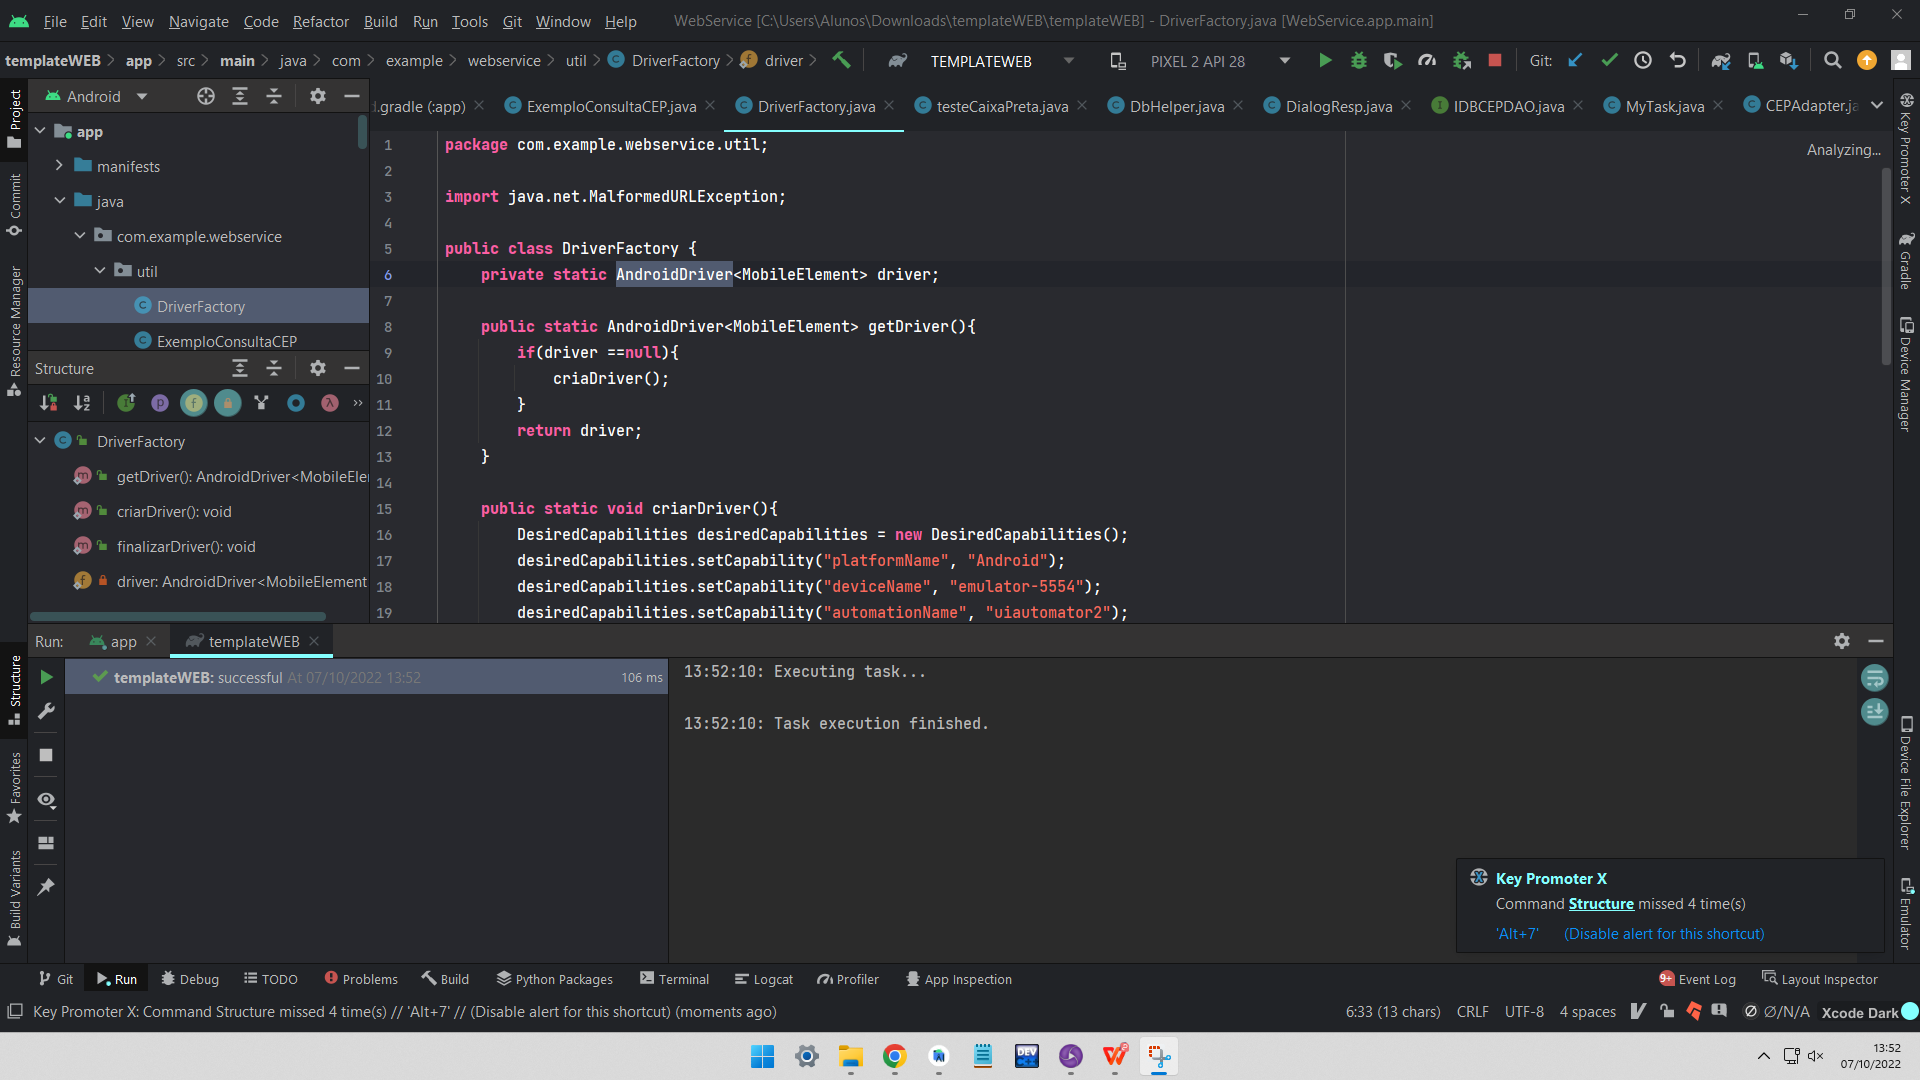 File Edit View Navigate Code Refactor Build Run Tools Git Window Help WebService [C:\Users\Alunos\Downloads\templateWEB\templateWEB] - DriverFactory.java [WebService.app.main]
templateWEB app src main java com example webservice util DriverFactory driver TEMPLATEWEB PIXEL 2 API 28 Git:
Android
d.gradle (:app) ExemploConsultaCEP.java DriverFactory.java testeCaixaPreta.java DbHelper.java DialogResp.java IDBCEPDAO.java MyTask.java CEPAdapter.ja
Project
Commit
Resource Manager
Structure
Favorites
Build Variants
app
manifests
java
com.example.webservice
util
DriverFactory
ExemploConsultaCEP
Structure
DriverFactory
getDriver(): AndroidDriver<MobileEle
criarDriver(): void
finalizarDriver(): void
driver: AndroidDriver<MobileElement
Analyzing...
1 package com.example.webservice.util;
2
3 import java.net.MalformedURLException;
4
5 public class DriverFactory {
6 private static AndroidDriver<MobileElement> driver;
7
8 public static AndroidDriver<MobileElement> getDriver(){
9 if(driver ==null){
10 criaDriver();
11 }
12 return driver;
13 }
14
15 public static void criarDriver(){
16 DesiredCapabilities desiredCapabilities = new DesiredCapabilities();
17 desiredCapabilities.setCapability("platformName", "Android");
18 desiredCapabilities.setCapability("deviceName", "emulator-5554");
19 desiredCapabilities.setCapability("automationName", "uiautomator2");
Key Promoter X
Gradle
Device Manager
Device File Explorer
Emulator
Run: app templateWEB
templateWEB: successful At 07/10/2022 13:52 106 ms
13:52:10: Executing task...
13:52:10: Task execution finished.
Key Promoter X
Command Structure missed 4 time(s)
'Alt+7' (Disable alert for this shortcut)
Git Run Debug TODO Problems Build Python Packages Terminal Logcat Profiler App Inspection 9+ Event Log Layout Inspector
Key Promoter X: Command Structure missed 4 time(s) // 'Alt+7' // (Disable alert for this shortcut) (moments ago) 6:33 (13 chars) CRLF UTF-8 4 spaces Ø/N/A Xcode Dark
DEV
13:52
07/10/2022